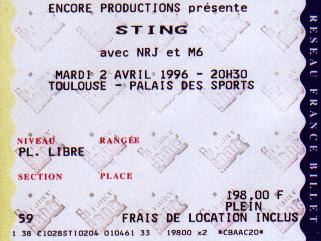 ENCORE PRODUCTIONS présente
STING
avec NRJ et M6
MARDI 2 AVRIL 1996 - 20H30
TOULOUSE - PALAIS DES SPORTS
NIVEAU RANGÉE
PL. LIBRE
SECTION PLACE
198,00 F
PLEIN
59 FRAIS DE LOCATION INCLUS
1 38 C1028ST10204 010461 33 19800 x2 *CBAAC20*
RESEAU FRANCE BILLET